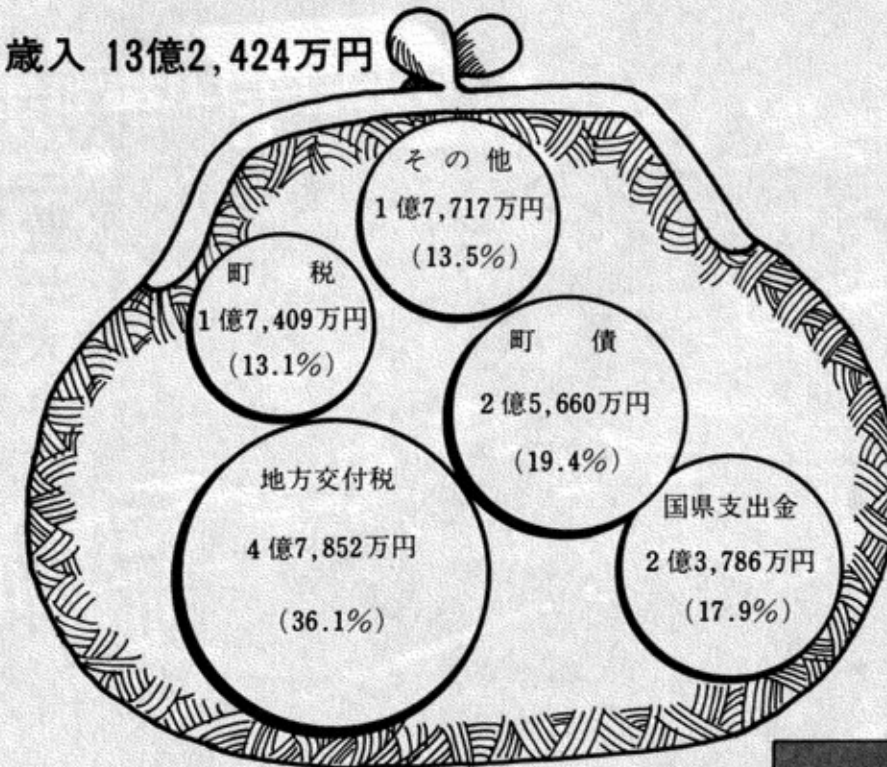 歳入 13億2,424万円
その他
1億7,717万円
(13.5%)
町税
1億7,409万円
(13.1%)
町債
2億5,660万円
(19.4%)
地方交付税
4億7,852万円
(36.1%)
国県支出金
2億3,786万円
(17.9%)